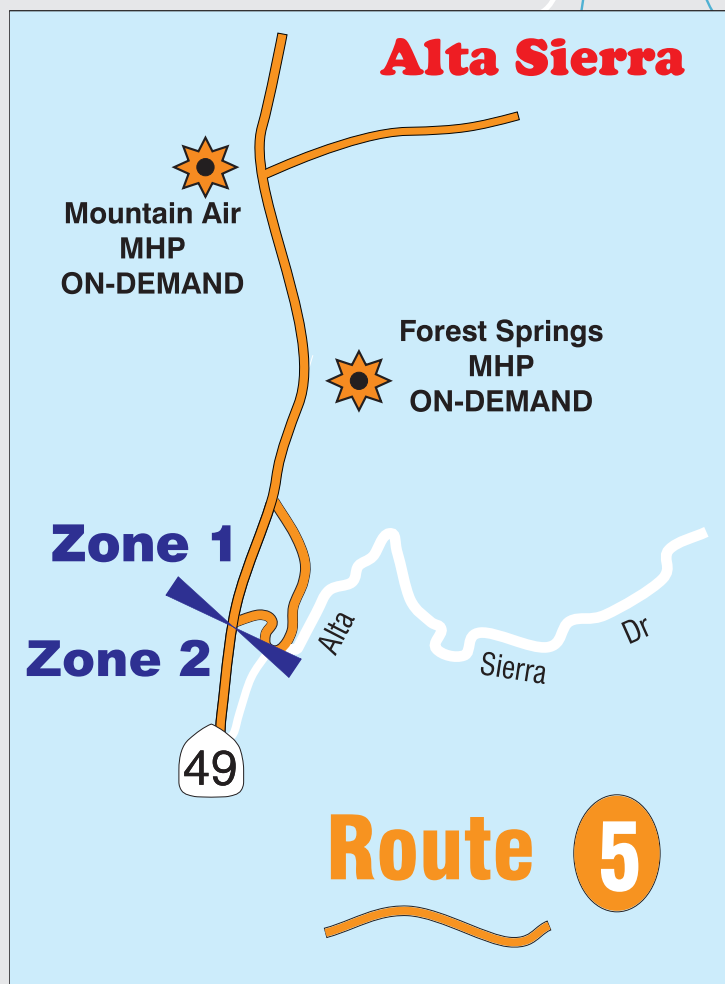 Alta Sierra
Mountain Air
MHP
ON-DEMAND
Forest Springs
MHP
ON-DEMAND
Zone 1
Zone 2
Alta
Sierra
Dr
49
Route 5